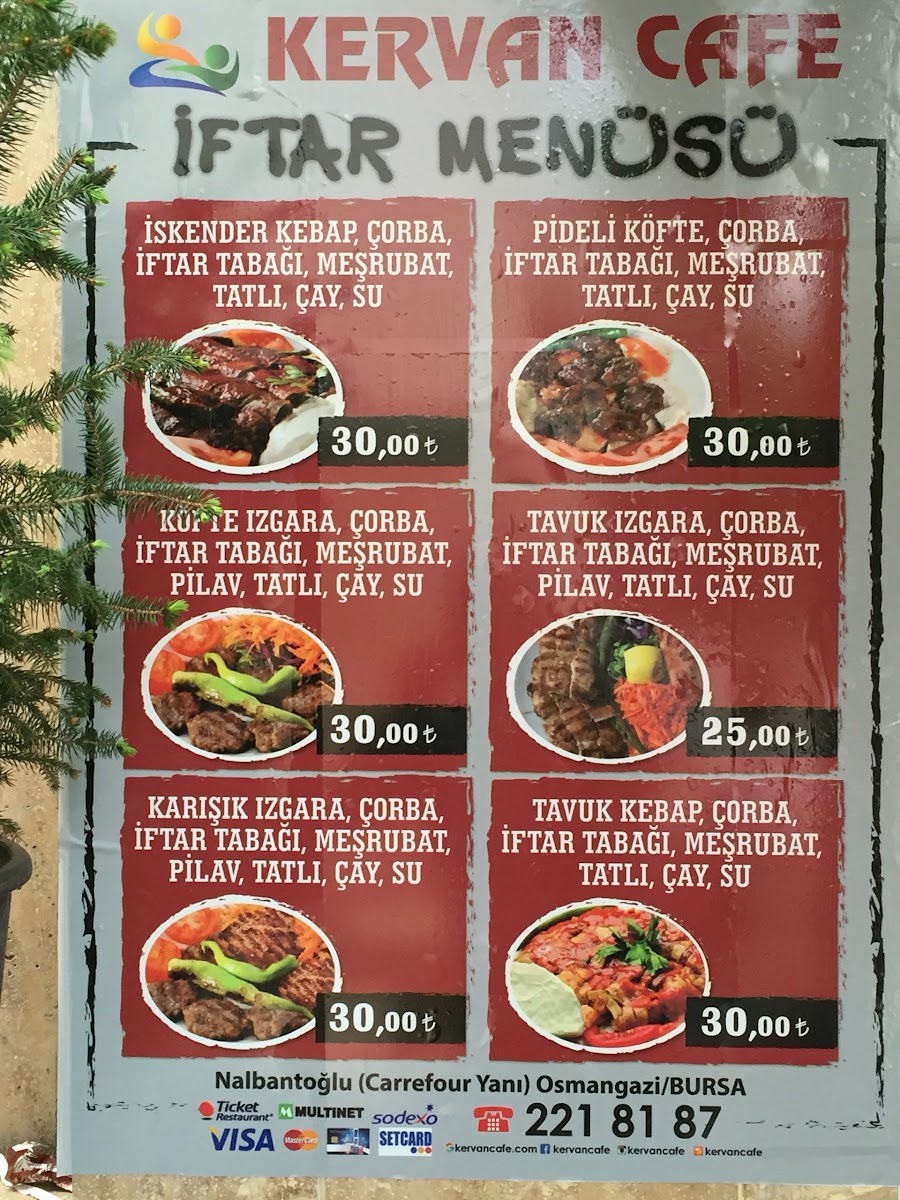 KERVAN CAFE
İFTAR MENÜSÜ
İSKENDER KEBAP, ÇORBA,
İFTAR TABAĞI, MEŞRUBAT,
TATLI, ÇAY, SU
30,00 ₺
PİDELİ KÖFTE, ÇORBA,
İFTAR TABAĞI, MEŞRUBAT,
TATLI, ÇAY, SU
30,00 ₺
KÖFTE IZGARA, ÇORBA,
İFTAR TABAĞI, MEŞRUBAT,
PİLAV, TATLI, ÇAY, SU
30,00 ₺
TAVUK IZGARA, ÇORBA,
İFTAR TABAĞI, MEŞRUBAT,
PİLAV, TATLI, ÇAY, SU
25,00 ₺
KARIŞIK IZGARA, ÇORBA,
İFTAR TABAĞI, MEŞRUBAT,
PİLAV, TATLI, ÇAY, SU
30,00 ₺
TAVUK KEBAP, ÇORBA,
İFTAR TABAĞI, MEŞRUBAT,
TATLI, ÇAY, SU
30,00 ₺
Nalbantoğlu (Carrefour Yanı) Osmangazi/BURSA
Ticket Restaurant MULTINET sodexo
VISA MasterCard SETCARD
221 81 87
kervancafe.com kervancafe kervancafe kervancafe